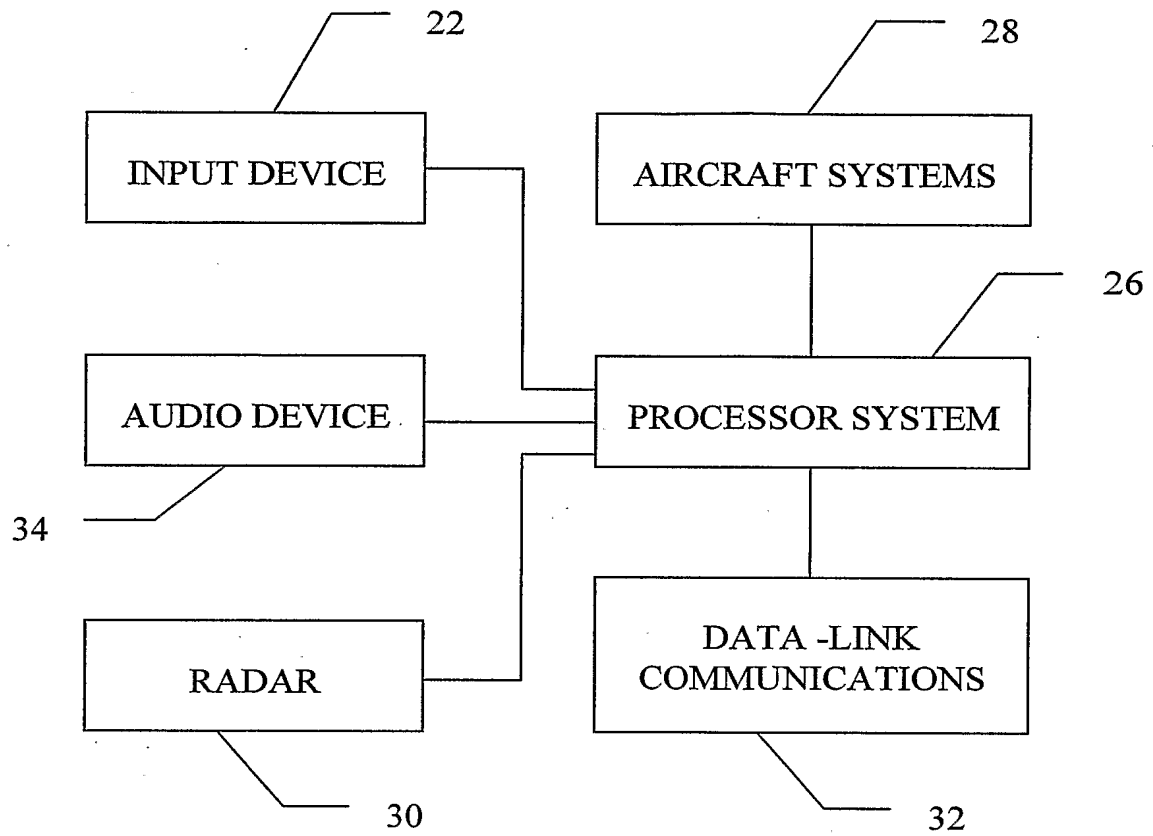 22
28
INPUT DEVICE
AIRCRAFT SYSTEMS
26
AUDIO DEVICE
PROCESSOR SYSTEM
34
RADAR
DATA -LINK
COMMUNICATIONS
30
32